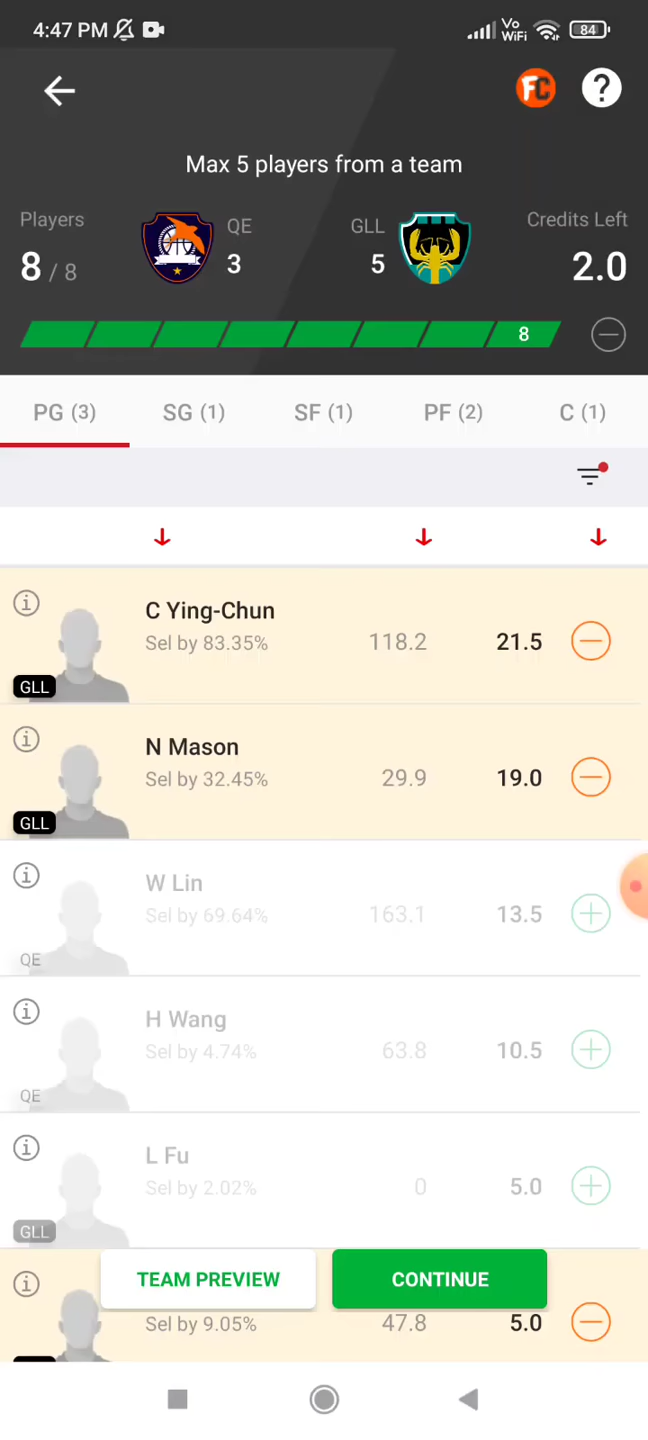 4:47 PM
Vo
WiFi
84
FC
?
Max 5 players from a team
Players
8 / 8
QE
3
GLL
5
Credits Left
2.0
8
PG (3)
SG (1)
SF (1)
PF (2)
C (1)
C Ying-Chun
Sel by 83.35%
118.2
21.5
GLL
N Mason
Sel by 32.45%
29.9
19.0
GLL
W Lin
Sel by 69.64%
163.1
13.5
QE
H Wang
Sel by 4.74%
63.8
10.5
QE
L Fu
Sel by 2.02%
0
5.0
GLL
TEAM PREVIEW
CONTINUE
Sel by 9.05%
47.8
5.0